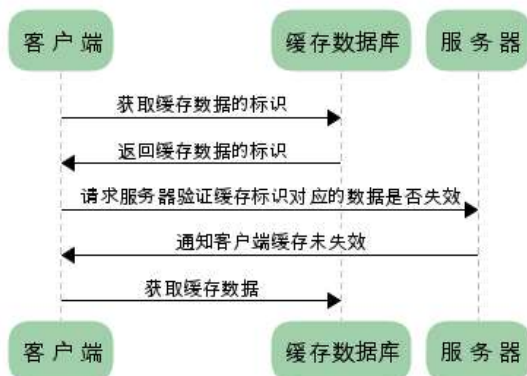 客户端
缓存数据库
服务器
获取缓存数据的标识
返回缓存数据的标识
请求服务器验证缓存标识对应的数据是否失效
通知客户端缓存未失效
获取缓存数据
客户端
缓存数据库
服务器